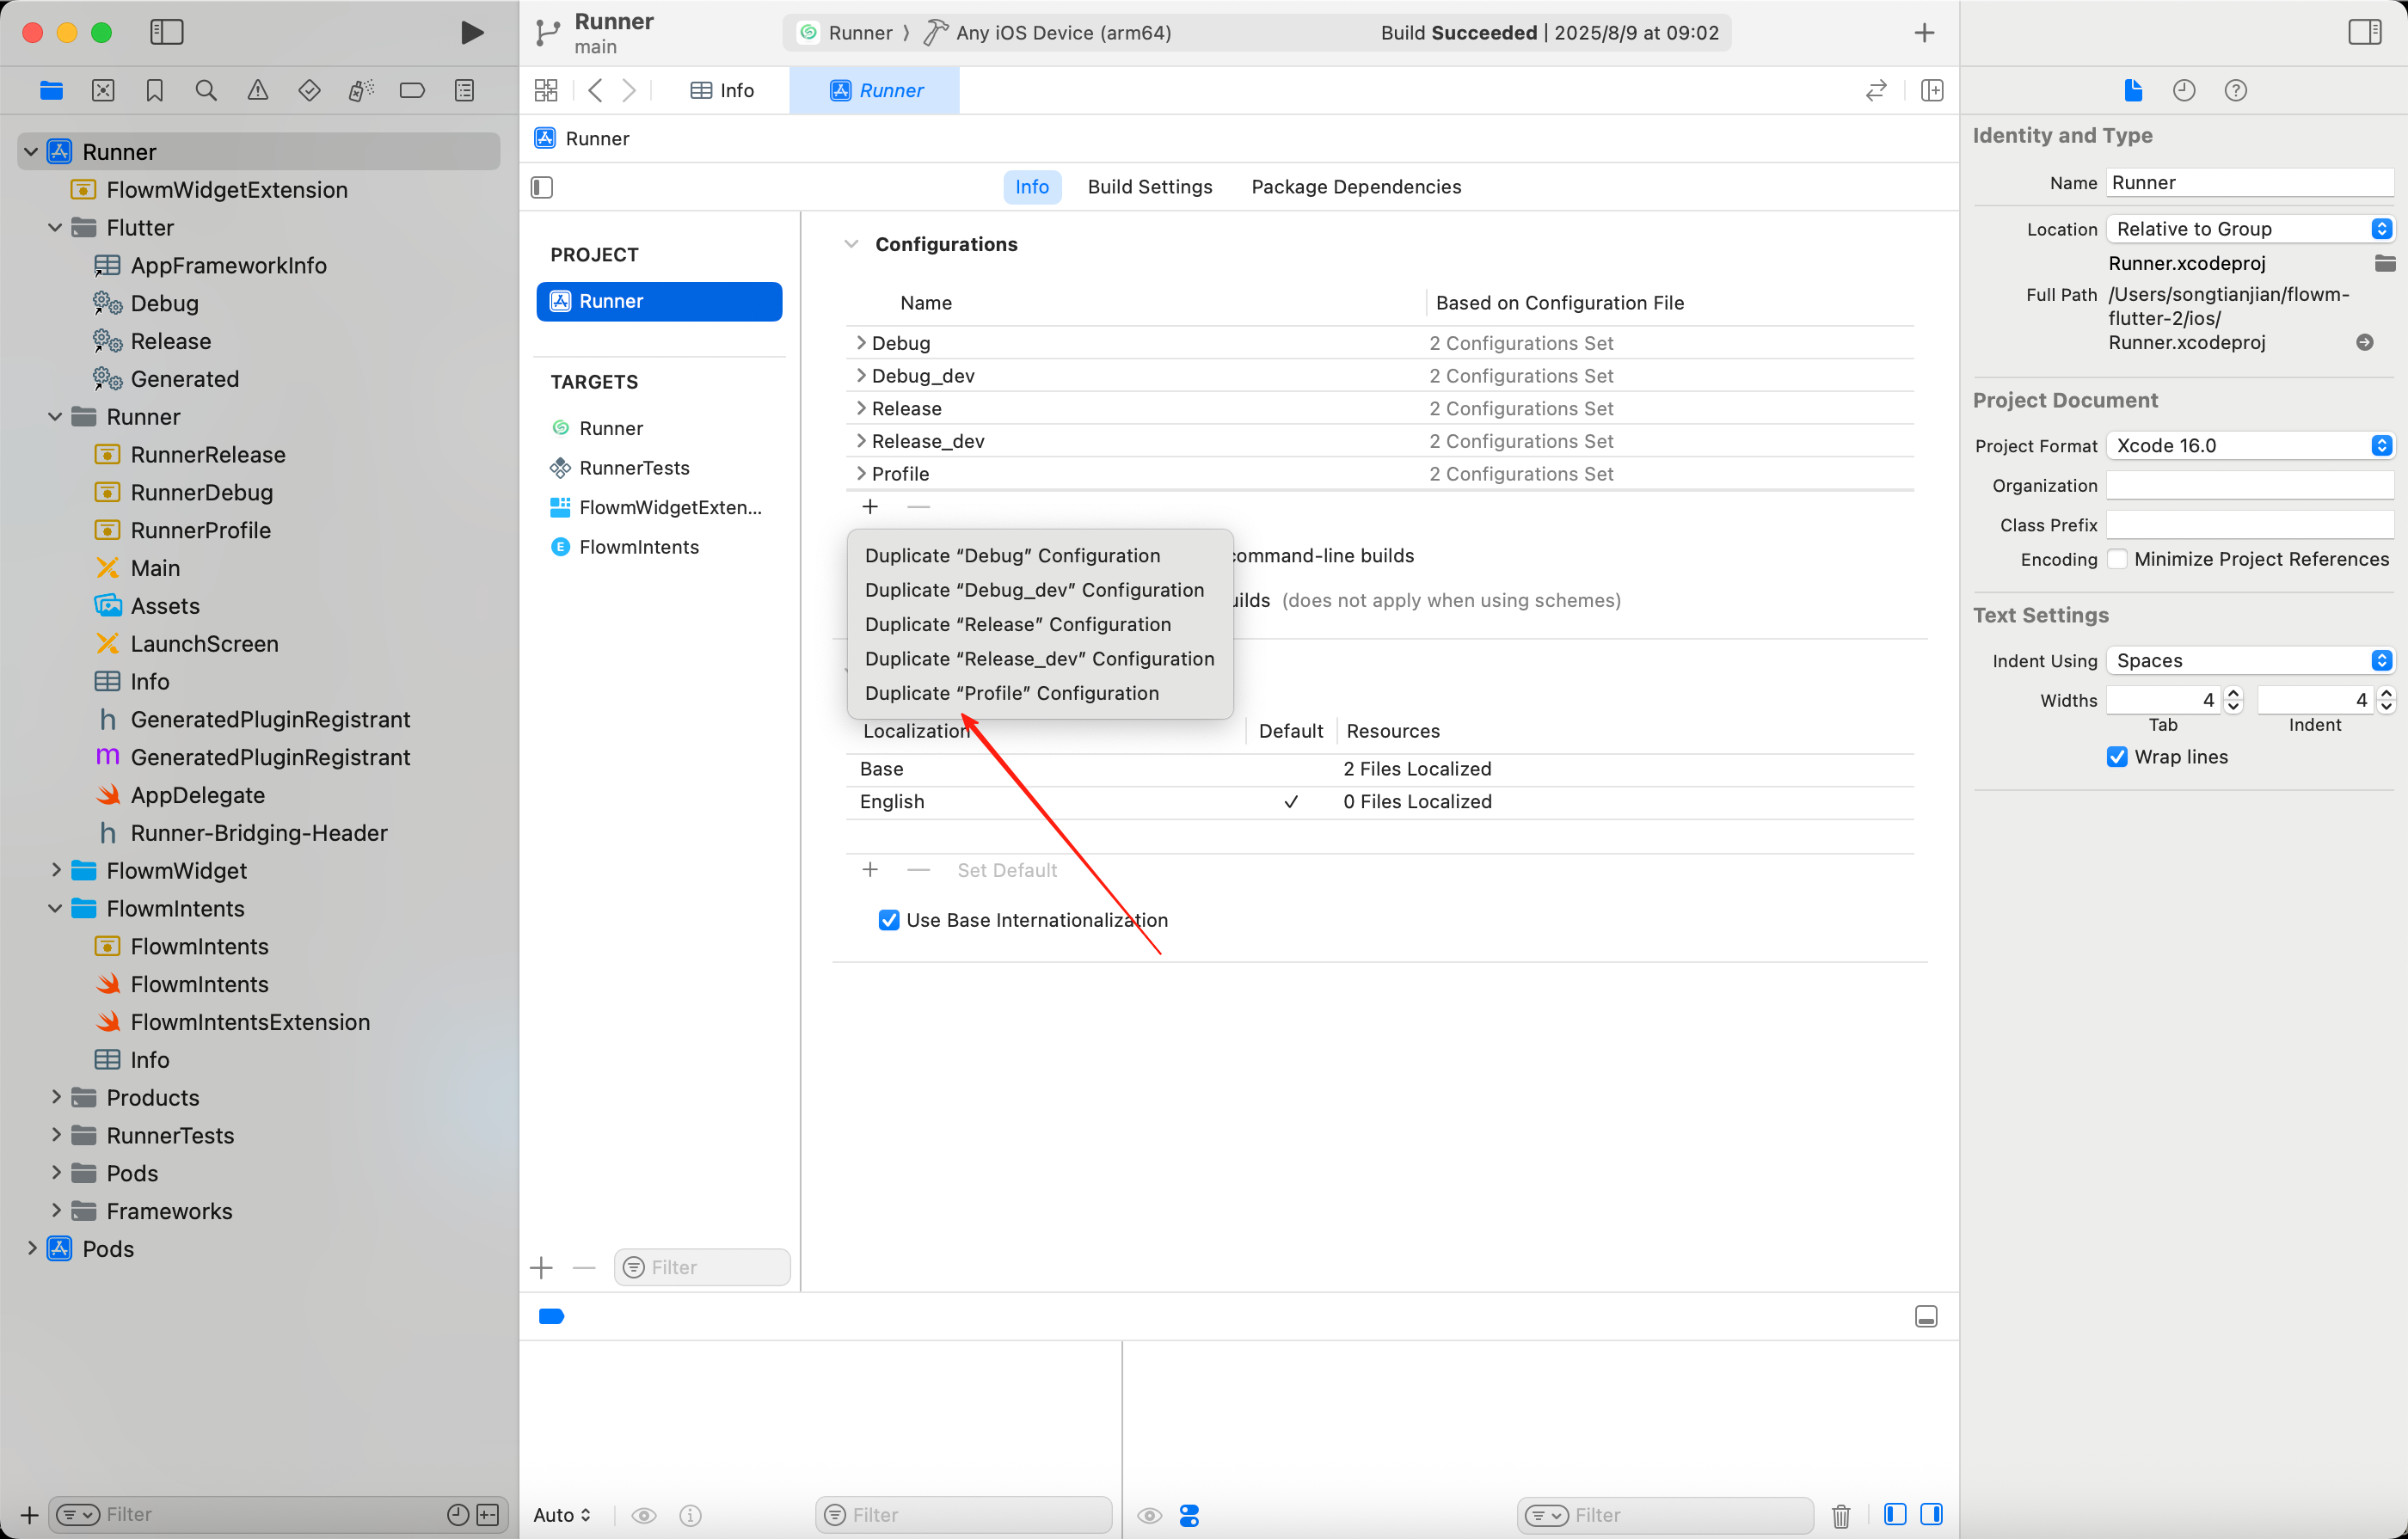 Runner
main
Runner
Any iOS Device (arm64)
Build Succeeded | 2025/8/9 at 09:02
Info
Runner
Runner
Runner
FlowmWidgetExtension
Flutter
AppFrameworkInfo
Debug
Release
Generated
Runner
RunnerRelease
RunnerDebug
RunnerProfile
Main
Assets
LaunchScreen
Info
h GeneratedPluginRegistrant
m GeneratedPluginRegistrant
AppDelegate
h Runner-Bridging-Header
FlowmWidget
FlowmIntents
FlowmIntents
FlowmIntents
FlowmIntentsExtension
Info
Products
RunnerTests
Pods
Frameworks
Pods
Filter
Info Build Settings Package Dependencies
PROJECT
Runner
TARGETS
Runner
RunnerTests
FlowmWidgetExten...
E FlowmIntents
Filter
Configurations
Name Based on Configuration File
Debug 2 Configurations Set
Debug_dev 2 Configurations Set
Release 2 Configurations Set
Release_dev 2 Configurations Set
Profile 2 Configurations Set
Duplicate “Debug” Configuration
Duplicate “Debug_dev” Configuration
Duplicate “Release” Configuration
Duplicate “Release_dev” Configuration
Duplicate “Profile” Configuration
command-line builds
(does not apply when using schemes)
Localization Default Resources
Base 2 Files Localized
English ✓ 0 Files Localized
Set Default
Use Base Internationalization
Auto
Filter
Filter
Identity and Type
Name Runner
Location Relative to Group
Runner.xcodeproj
Full Path /Users/songtianjian/flowm-
flutter-2/ios/
Runner.xcodeproj
Project Document
Project Format Xcode 16.0
Organization
Class Prefix
Encoding Minimize Project References
Text Settings
Indent Using Spaces
Widths 4 4
Tab Indent
Wrap lines